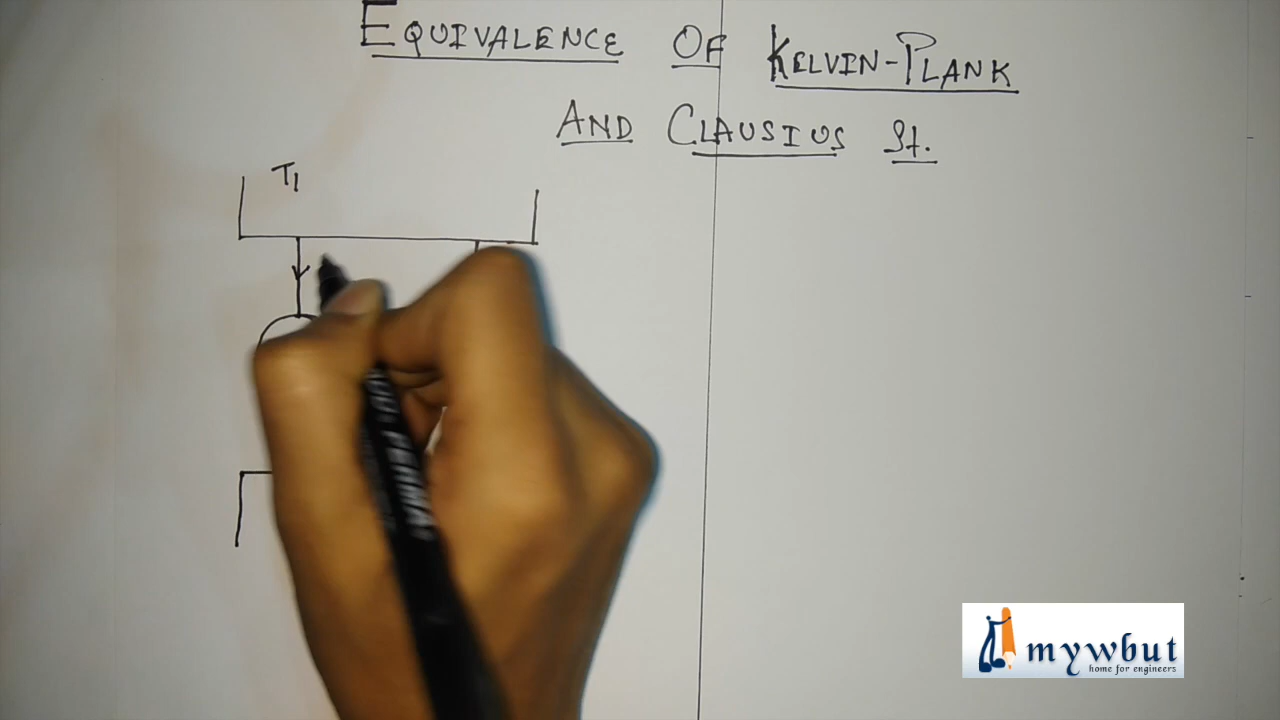 EQUIVALENCE OF KELVIN-PLANK
AND CLAUSIUS St.
T1
mywbut
home for engineers